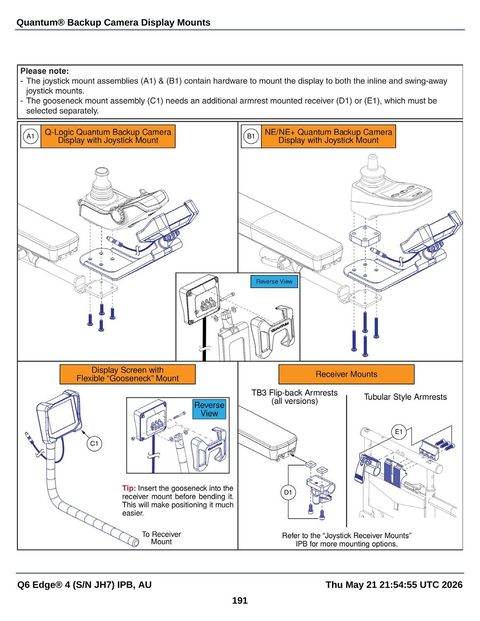 Quantum® Backup Camera Display Mounts
Please note:
- The joystick mount assemblies (A1) & (B1) contain hardware to mount the display to both the inline and swing-away
joystick mounts.
- The gooseneck mount assembly (C1) needs an additional armrest mounted receiver (D1) or (E1), which must be
selected separately.
A1
Q-Logic Quantum Backup Camera
Display with Joystick Mount
B1
NE/NE+ Quantum Backup Camera
Display with Joystick Mount
Reverse View
QUANTUM
Display Screen with
Flexible “Gooseneck” Mount
Reverse
View
C1
Tip: Insert the gooseneck into the
receiver mount before bending it.
This will make positioning it much
easier.
To Receiver
Mount
Receiver Mounts
TB3 Flip-back Armrests
(all versions)
Tubular Style Armrests
E1
D1
Refer to the “Joystick Receiver Mounts”
IPB for more mounting options.
Q6 Edge® 4 (S/N JH7) IPB, AU
Thu May 21 21:54:55 UTC 2026
191